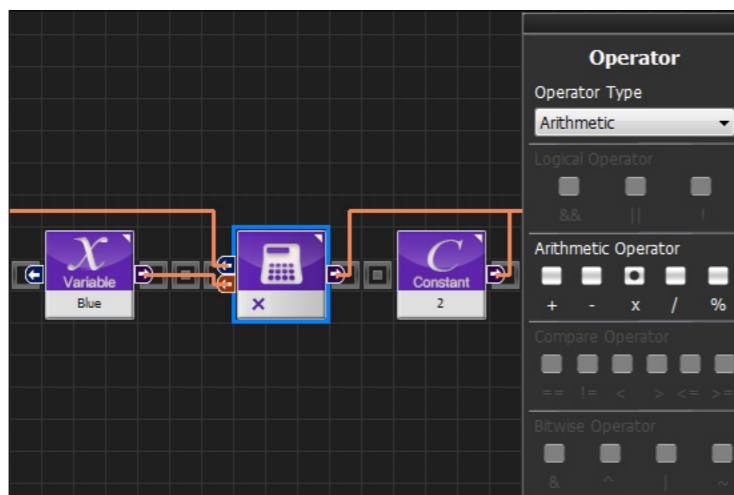 Operator
Operator Type
Arithmetic
Logical Operator
&& || !
Arithmetic Operator
+ - x / %
Compare Operator
== != < > <= >=
Bitwise Operator
& ^ | ~
X
Variable
Blue
×
C
Constant
2